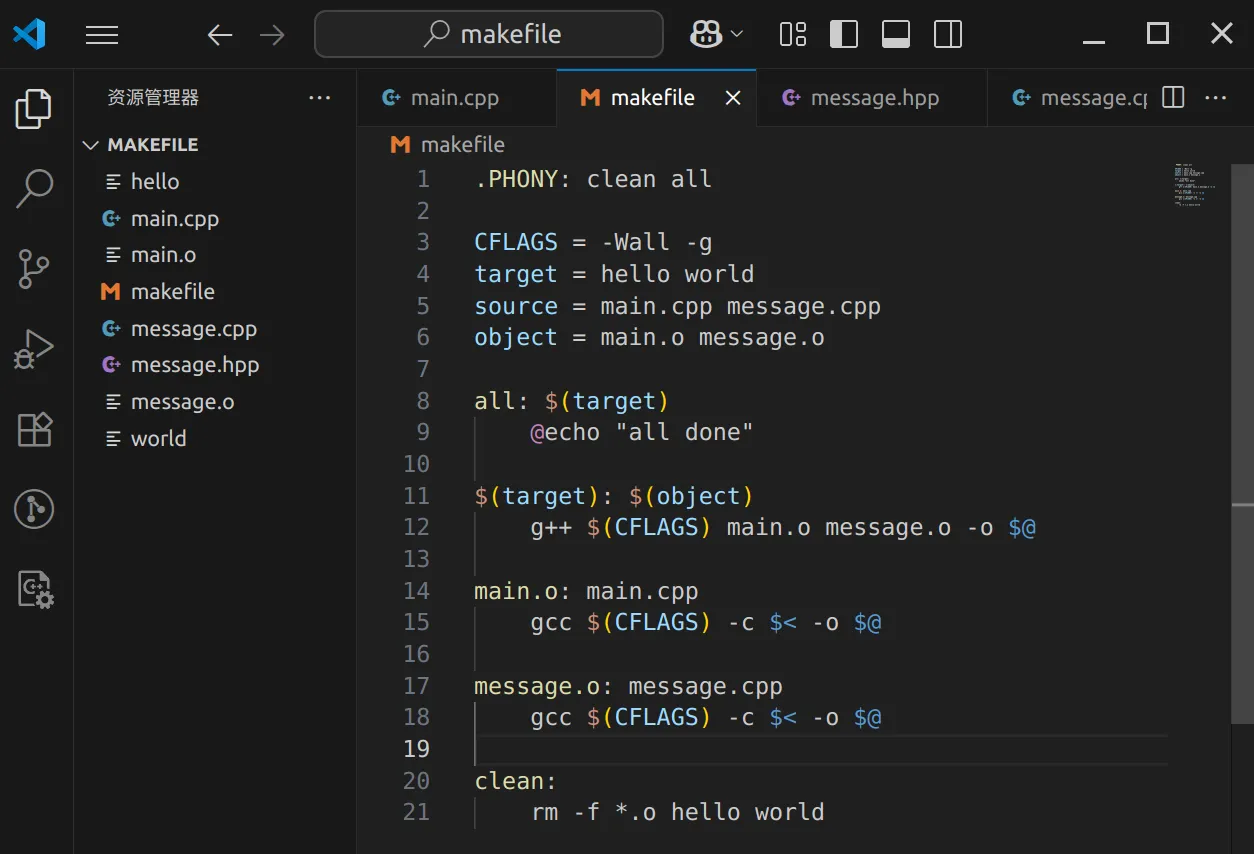 makefile
资源管理器
MAKEFILE
hello
main.cpp
main.o
makefile
message.cpp
message.hpp
message.o
world
main.cpp
makefile
message.hpp
message.cp
makefile
1 .PHONY: clean all
2
3 CFLAGS = -Wall -g
4 target = hello world
5 source = main.cpp message.cpp
6 object = main.o message.o
7
8 all: $(target)
9 @echo "all done"
10
11 $(target): $(object)
12 g++ $(CFLAGS) main.o message.o -o $@
13
14 main.o: main.cpp
15 gcc $(CFLAGS) -c $< -o $@
16
17 message.o: message.cpp
18 gcc $(CFLAGS) -c $< -o $@
19
20 clean:
21 rm -f *.o hello world